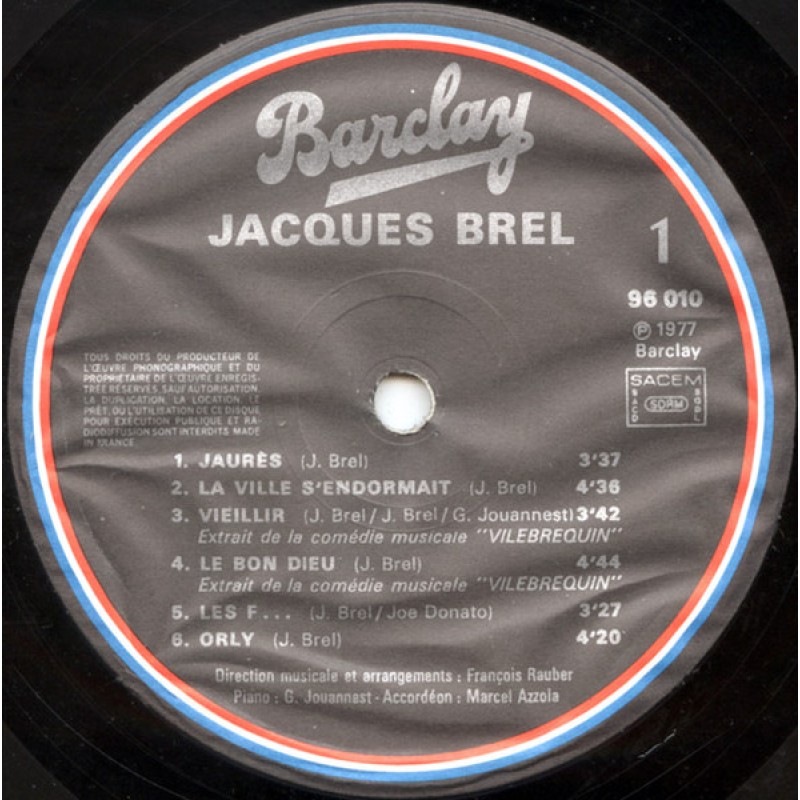 Barclay
JACQUES BREL
1
96 010
℗ 1977
Barclay
TOUS DROITS DU PRODUCTEUR DE
L'ŒUVRE PHONOGRAPHIQUE ET DU
PROPRIÉTAIRE DE L'ŒUVRE ENREGIS-
TRÉE RÉSERVÉS SAUF AUTORISATION.
LA DUPLICATION, LA LOCATION, LE
PRÊT, OU L'UTILISATION DE CE DISQUE
POUR EXÉCUTION PUBLIQUE ET RA-
DIODIFFUSION SONT INTERDITS MADE
IN FRANCE
SACEM
SACD
SDRM
SGDL
1. JAURÈS (J. Brel) 3'37
2. LA VILLE S'ENDORMAIT (J. Brel) 4'36
3. VIEILLIR (J. Brel/J. Brel/G. Jouannest) 3'42
Extrait de la comédie musicale "VILEBREQUIN"
4. LE BON DIEU (J. Brel) 4'44
Extrait de la comédie musicale "VILEBREQUIN"
5. LES F... (J. Brel/Joe Donato) 3'27
6. ORLY (J. Brel) 4'20
Direction musicale et arrangements : François Rauber
Piano : G. Jouannest - Accordéon : Marcel Azzola